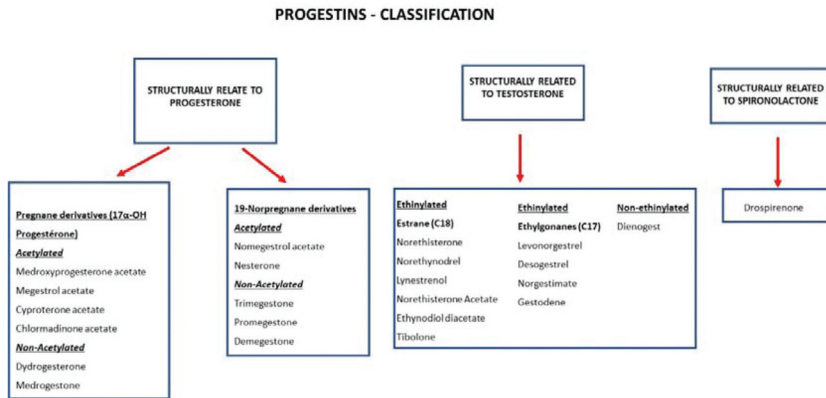 PROGESTINS - CLASSIFICATION
STRUCTURALLY RELATE TO
PROGESTERONE
STRUCTURALLY RELATED
TO TESTOSTERONE
STRUCTURALLY RELATED
TO SPIRONOLACTONE
Pregnane derivatives (17α-OH
Progestérone)
Acetylated
Medroxyprogesterone acetate
Megestrol acetate
Cyproterone acetate
Chlormadinone acetate
Non-Acetylated
Dydrogesterone
Medrogestone
19-Norpregnane derivatives
Acetylated
Nomegestrol acetate
Nesterone
Non-Acetylated
Trimegestone
Promegestone
Demegestone
Ethinylated
Estrane (C18)
Norethisterone
Norethynodrel
Lynestrenol
Norethisterone Acetate
Ethynodiol diacetate
Tibolone
Ethinylated
Ethylgonanes (C17)
Levonorgestrel
Desogestrel
Norgestimate
Gestodene
Non-ethinylated
Dienogest
Drospirenone